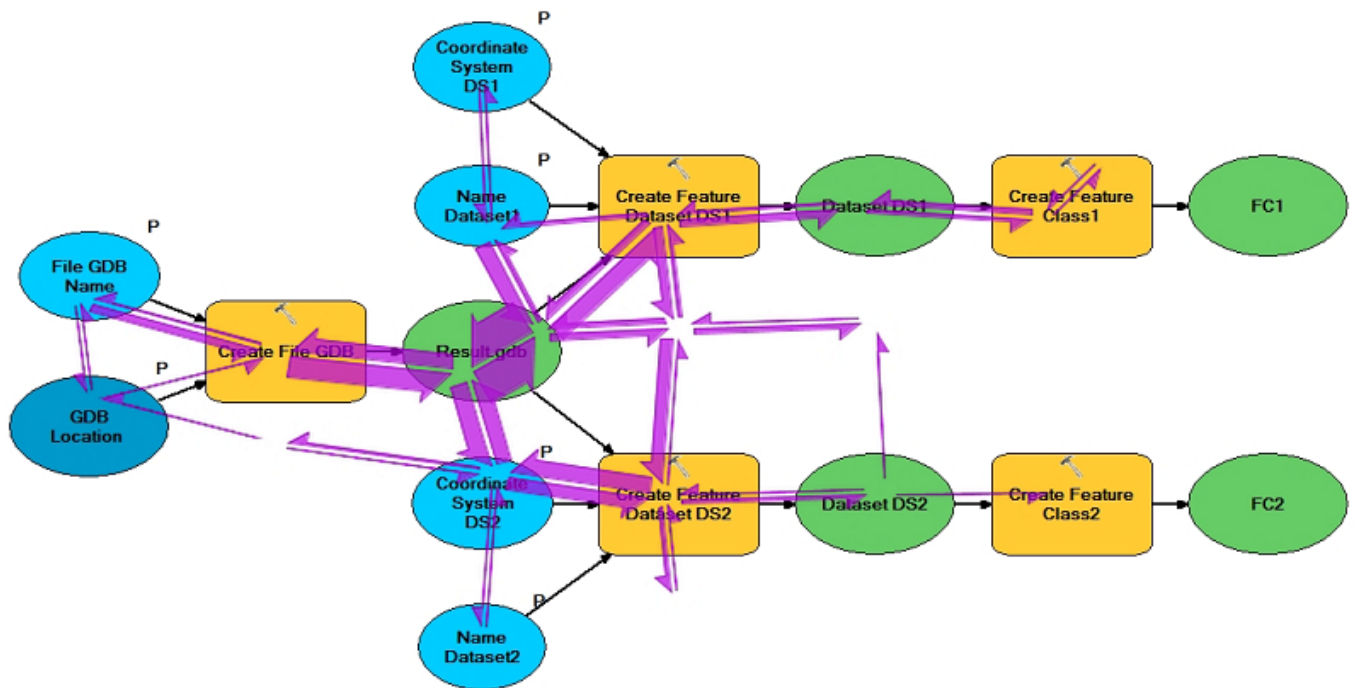 P
Coordinate
System
DS1
P
Name
Dataset1
Create Feature
Dataset DS1
Dataset DS1
Create Feature
Class1
FC1
P
File GDB
Name
P
Create File GDB
Result.gdb
GDB
Location
P
Coordinate
System
DS2
Create Feature
Dataset DS2
Dataset DS2
Create Feature
Class2
FC2
P
Name
Dataset2